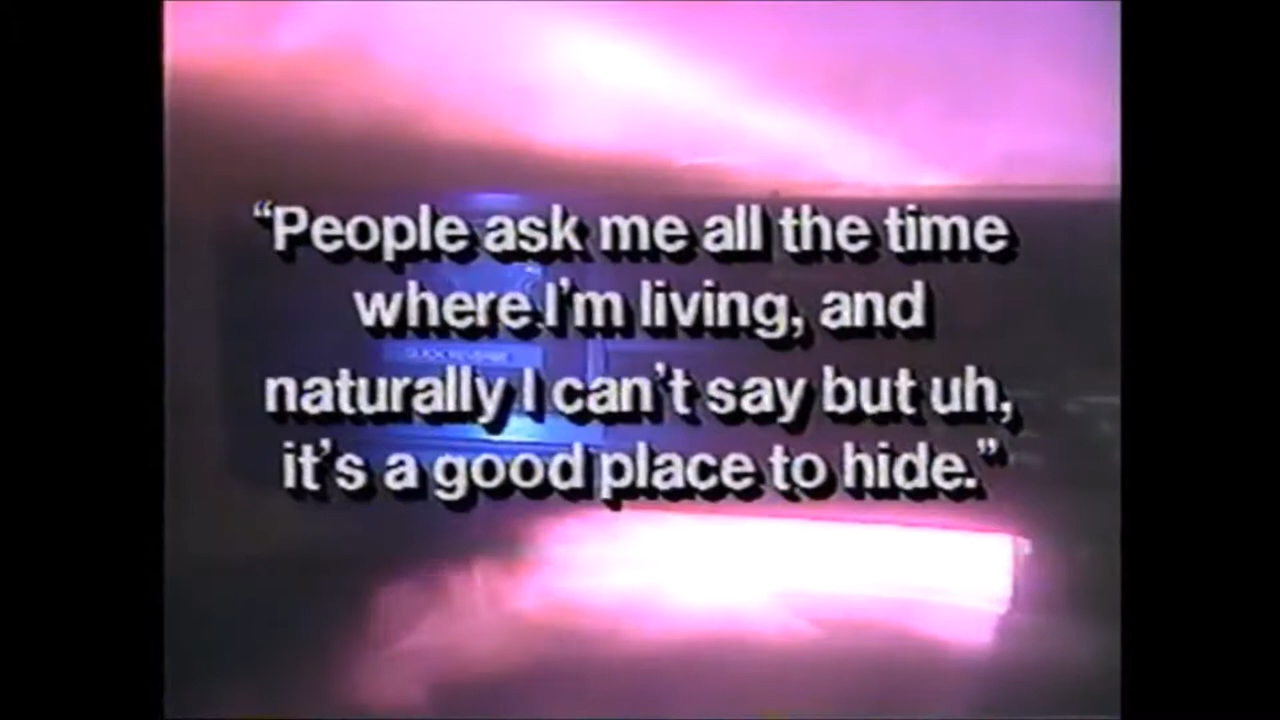 “People ask me all the time
where I’m living, and
naturally I can’t say but uh,
it’s a good place to hide.”